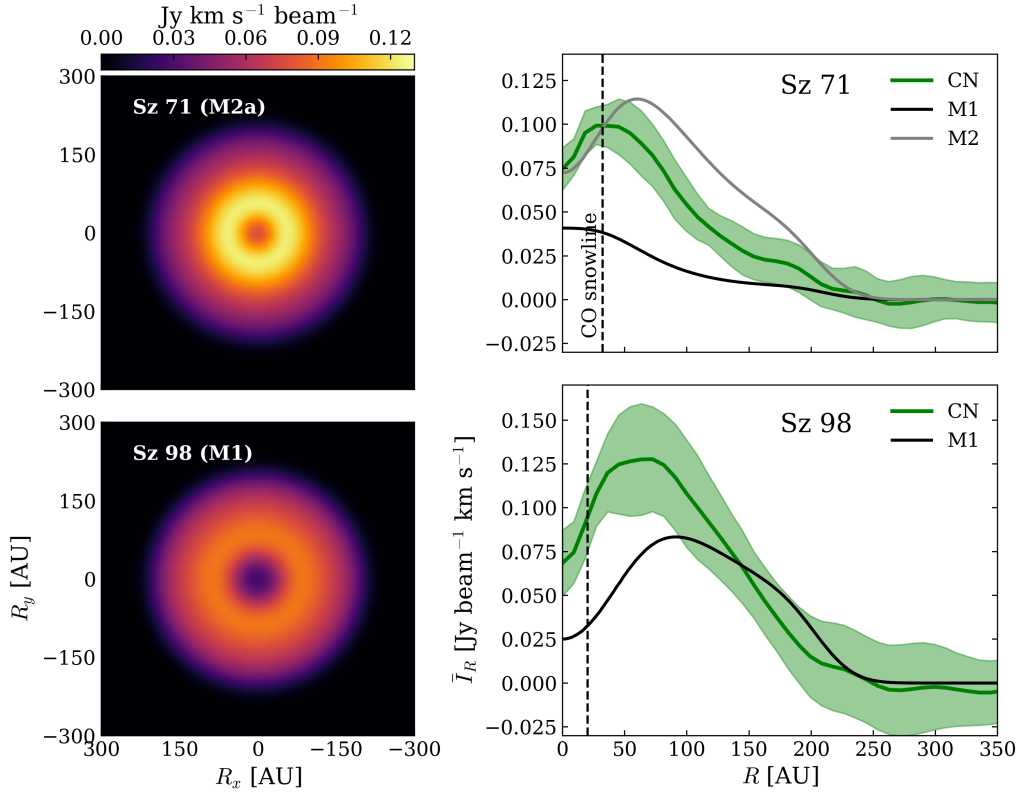 Jy km s⁻¹ beam⁻¹
0.00 0.03 0.06 0.09 0.12
300
150
0
−150
−300
Sz 71 (M2a)
300
150
0
−150
−300
Sz 98 (M1)
300 150 0 −150 −300
R_x [AU]
R_y [AU]
0.125
0.100
0.075
0.050
0.025
0.000
−0.025
Sz 71
CN
M1
M2
CO snowline
0.150
0.125
0.100
0.075
0.050
0.025
0.000
−0.025
Sz 98
CN
M1
0 50 100 150 200 250 300 350
R [AU]
Ī_R [Jy beam⁻¹ km s⁻¹]